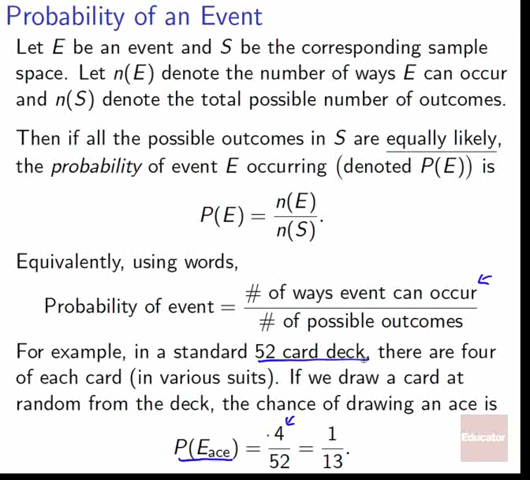 Probability of an Event
Let E be an event and S be the corresponding sample
space. Let n(E) denote the number of ways E can occur
and n(S) denote the total possible number of outcomes.
Then if all the possible outcomes in S are equally likely,
the probability of event E occurring (denoted P(E)) is
P(E) = n(E) / n(S).
Equivalently, using words,
Probability of event = # of ways event can occur / # of possible outcomes
For example, in a standard 52 card deck, there are four
of each card (in various suits). If we draw a card at
random from the deck, the chance of drawing an ace is
P(E_ace) = 4/52 = 1/13.
Educator